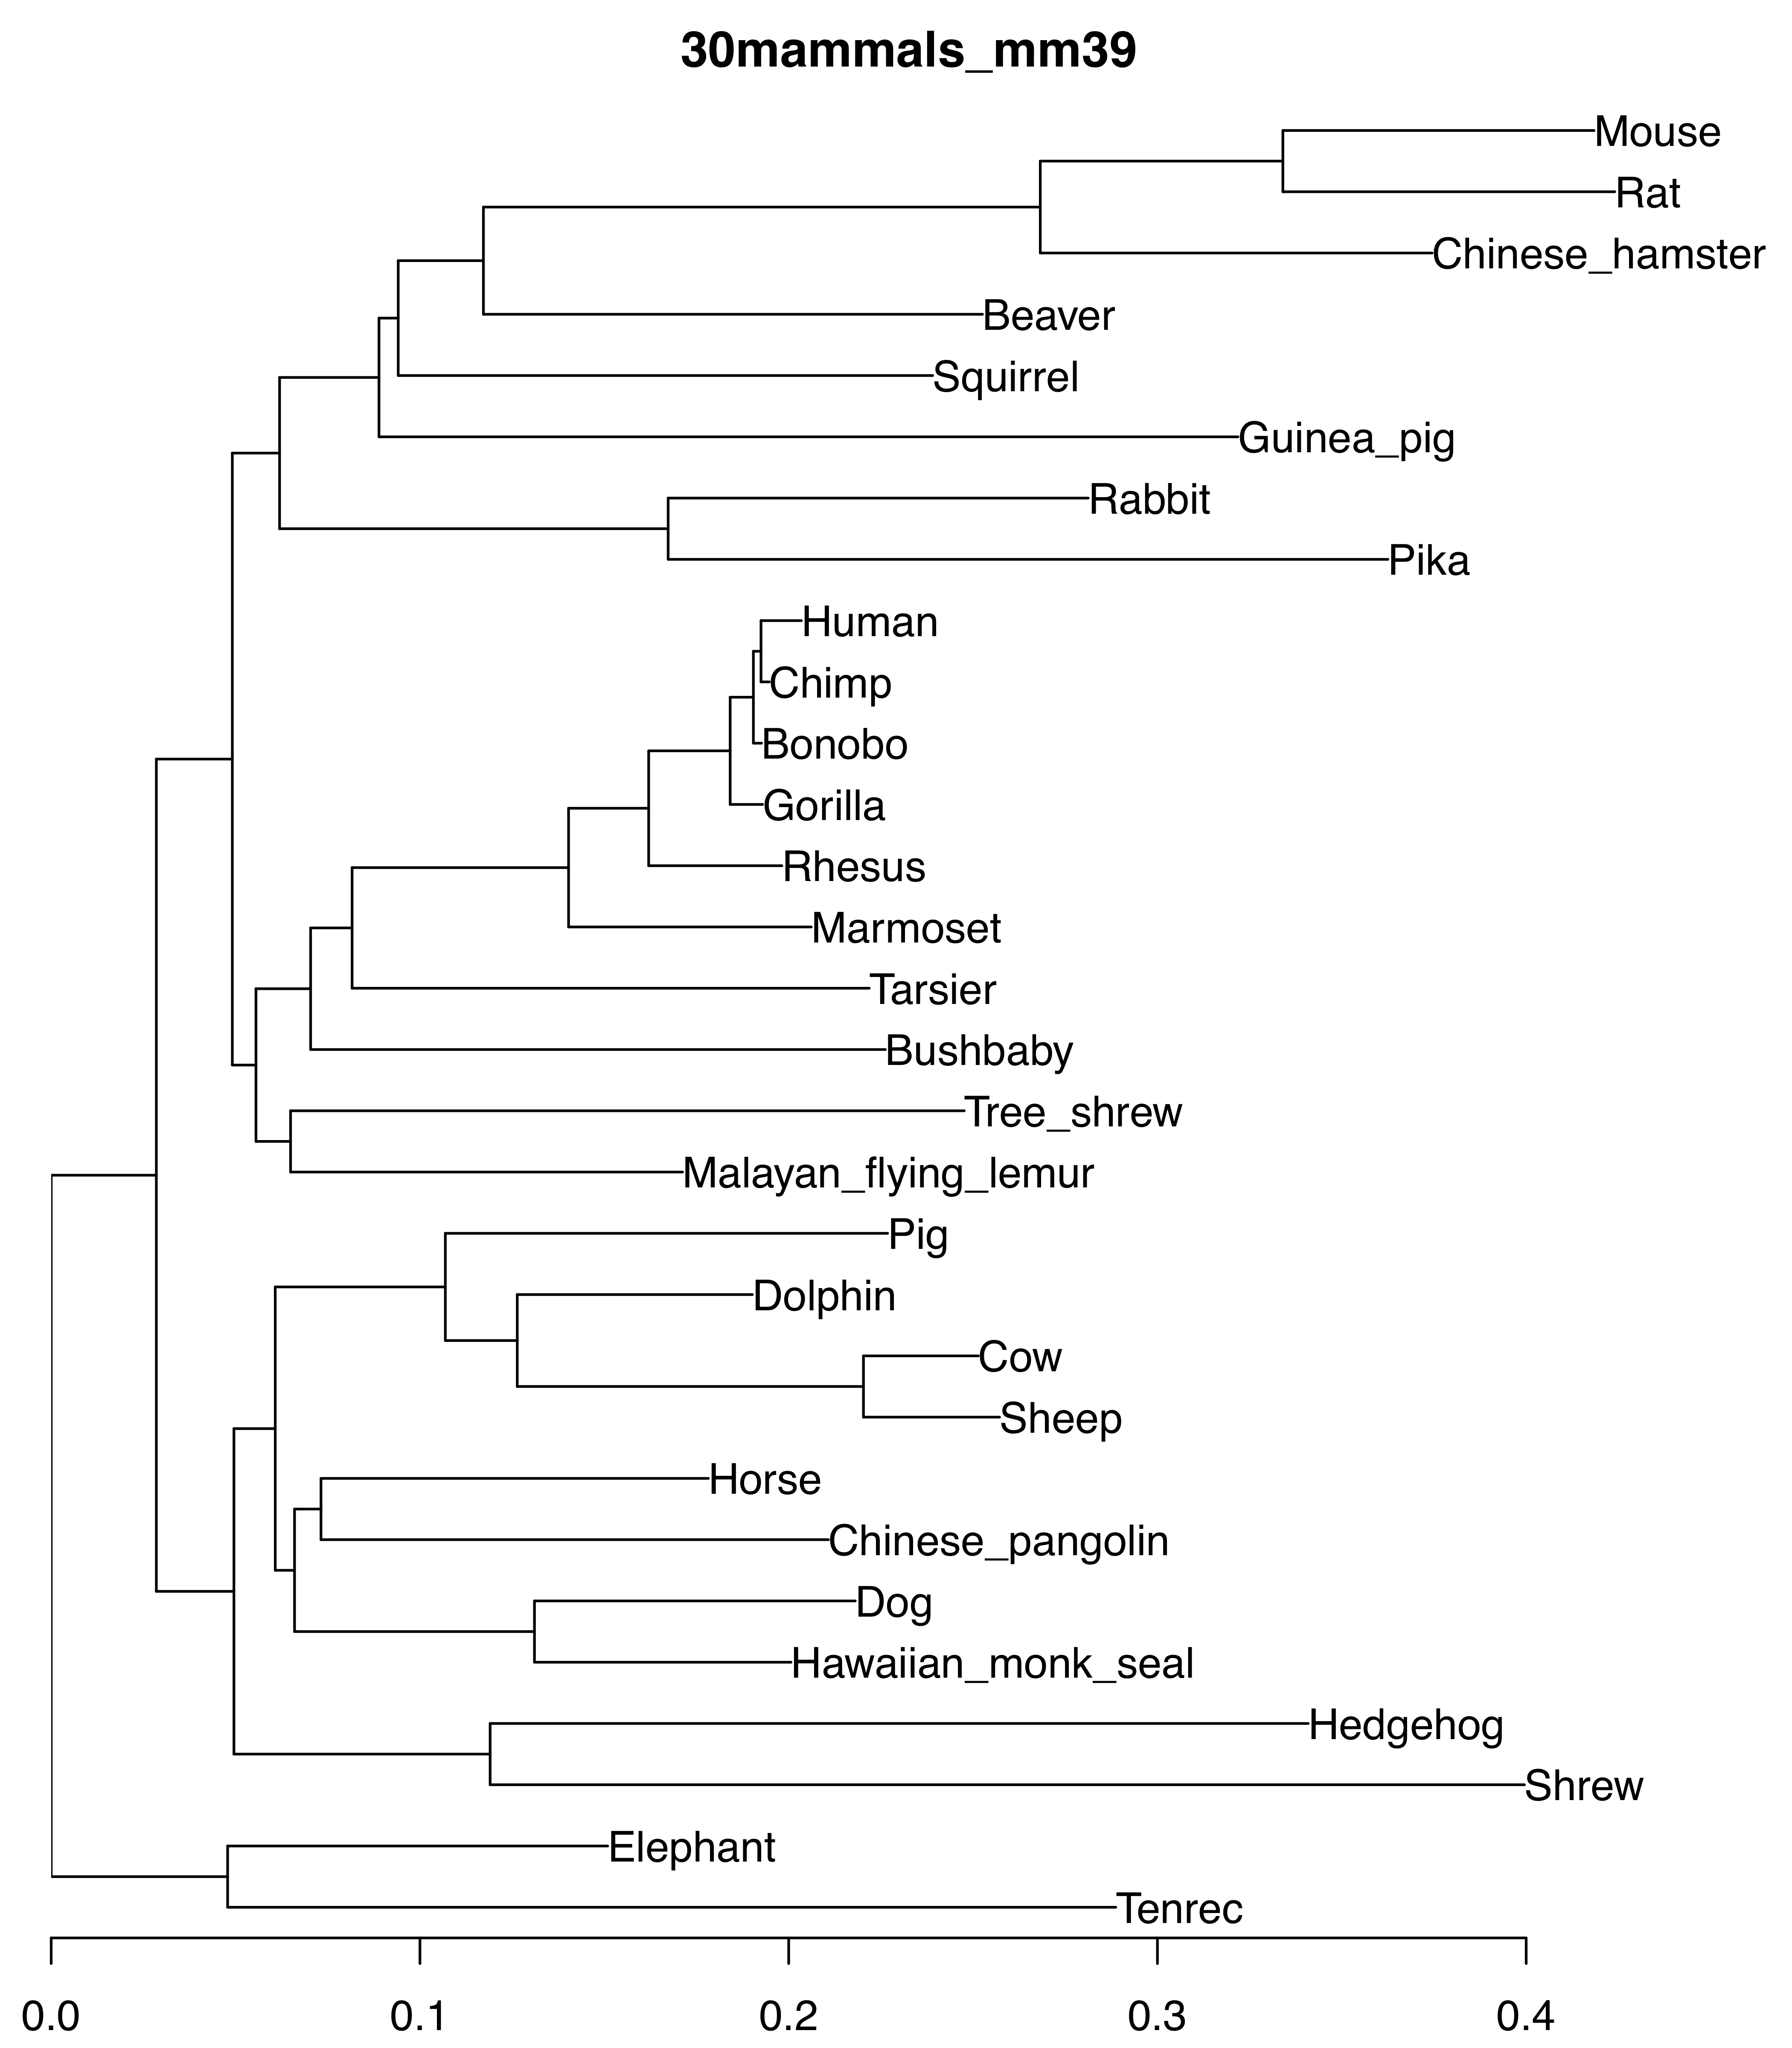 30mammals_mm39
Mouse
Rat
Chinese_hamster
Beaver
Squirrel
Guinea_pig
Rabbit
Pika
Human
Chimp
Bonobo
Gorilla
Rhesus
Marmoset
Tarsier
Bushbaby
Tree_shrew
Malayan_flying_lemur
Pig
Dolphin
Cow
Sheep
Horse
Chinese_pangolin
Dog
Hawaiian_monk_seal
Hedgehog
Shrew
Elephant
Tenrec
0.0 0.1 0.2 0.3 0.4